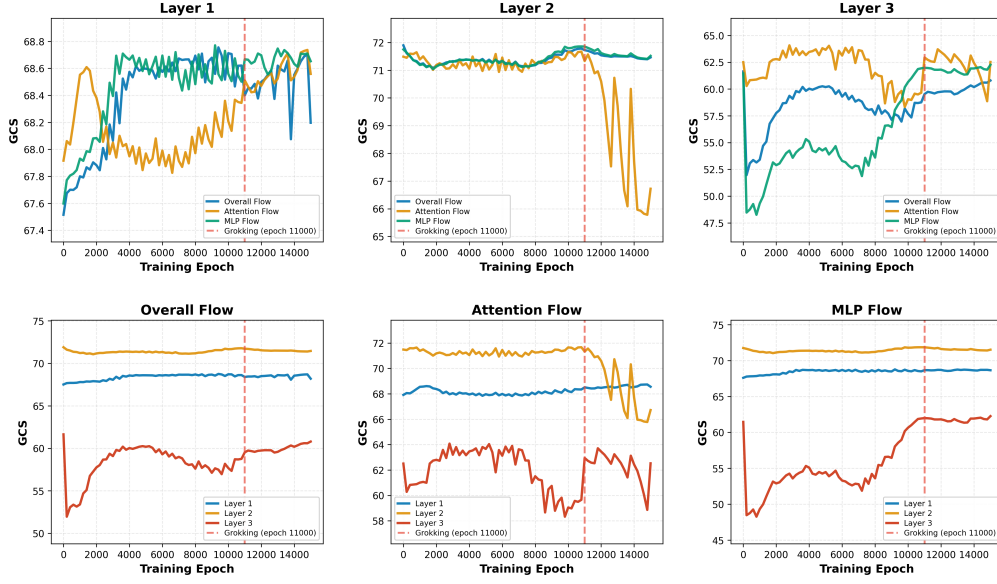 Layer 1
GCS
68.8
68.6
68.4
68.2
68.0
67.8
67.6
67.4
0 2000 4000 6000 8000 10000 12000 14000
Training Epoch
Overall Flow
Attention Flow
MLP Flow
Grokking (epoch 11000)
Layer 2
GCS
72
71
70
69
68
67
66
65
0 2000 4000 6000 8000 10000 12000 14000
Training Epoch
Overall Flow
Attention Flow
MLP Flow
Grokking (epoch 11000)
Layer 3
GCS
65.0
62.5
60.0
57.5
55.0
52.5
50.0
47.5
0 2000 4000 6000 8000 10000 12000 14000
Training Epoch
Overall Flow
Attention Flow
MLP Flow
Grokking (epoch 11000)
Overall Flow
GCS
75
70
65
60
55
50
0 2000 4000 6000 8000 10000 12000 14000
Training Epoch
Layer 1
Layer 2
Layer 3
Grokking (epoch 11000)
Attention Flow
GCS
72
70
68
66
64
62
60
58
0 2000 4000 6000 8000 10000 12000 14000
Training Epoch
Layer 1
Layer 2
Layer 3
Grokking (epoch 11000)
MLP Flow
GCS
75
70
65
60
55
50
45
0 2000 4000 6000 8000 10000 12000 14000
Training Epoch
Layer 1
Layer 2
Layer 3
Grokking (epoch 11000)